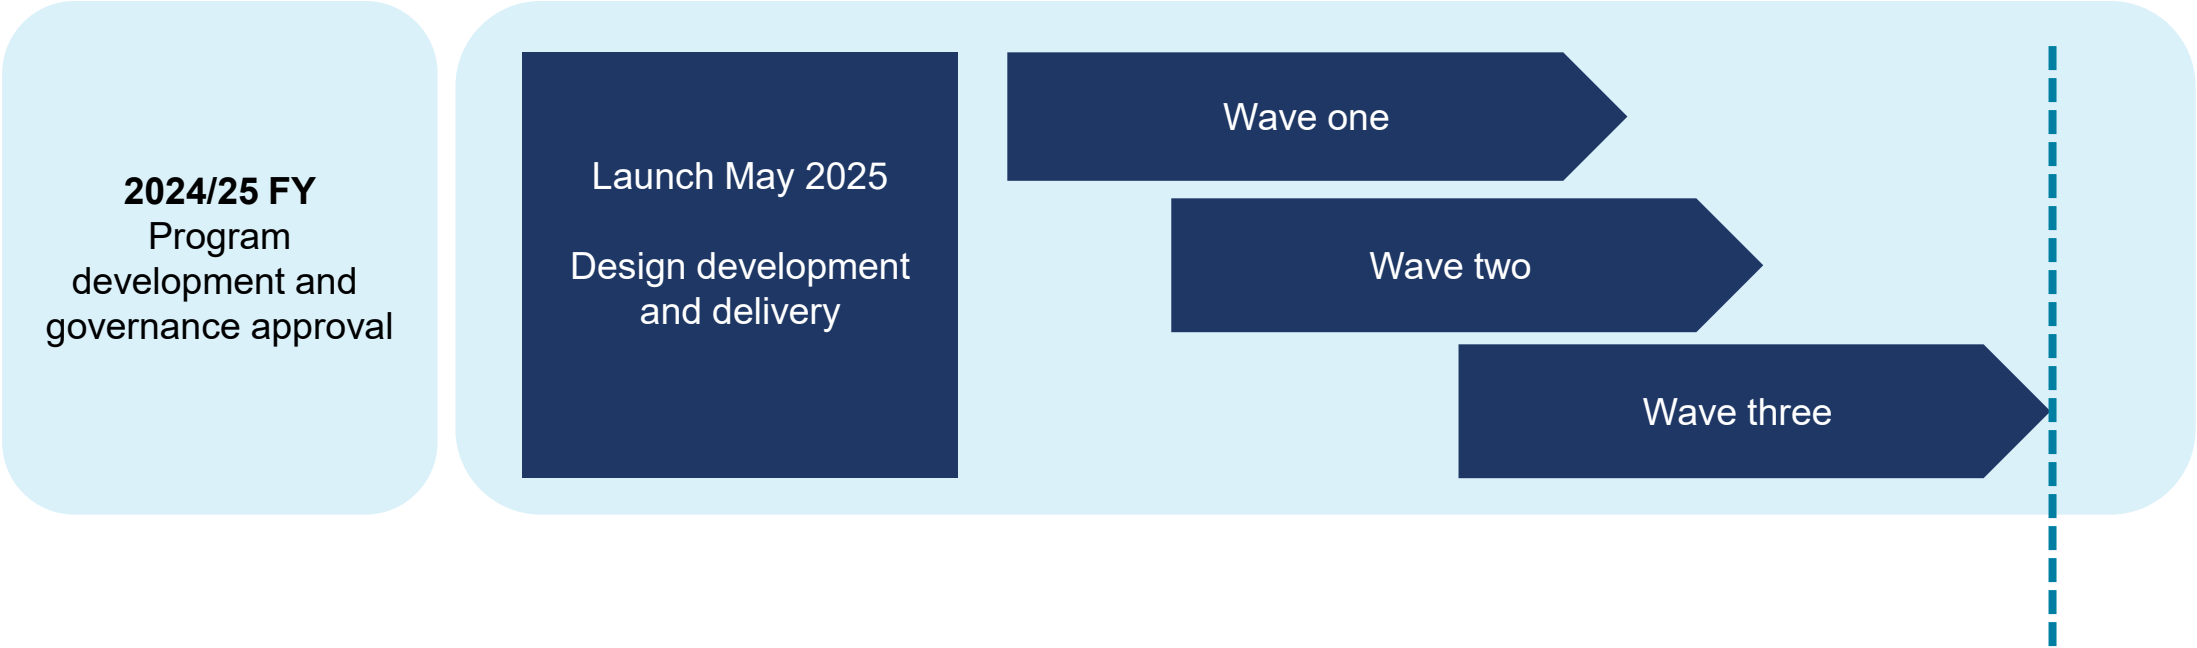 2024/25 FY
Program
development and
governance approval
Launch May 2025
Design development
and delivery
Wave one
Wave two
Wave three